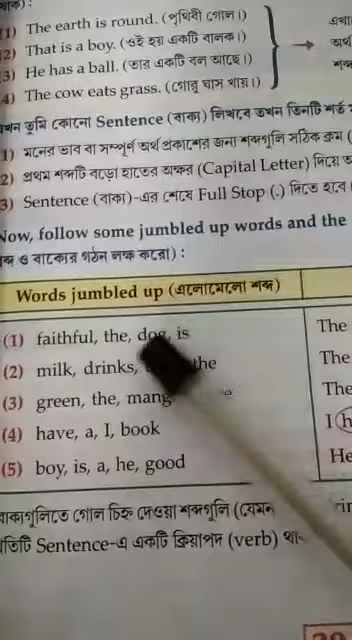 (1) The earth is round. (পৃথিবী গোল।)
2) That is a boy. (ওই হয় একটি বালক।)
3) He has a ball. (তার একটি বল আছে।)
4) The cow eats grass. (গোরু ঘাস খায়।)
এথা
অর্থ
শব্দ
যখন তুমি কোনো Sentence (বাক্য) লিখবে তখন তিনটি শর্ত
1) মনের ভাব বা সম্পূর্ণ অর্থ প্রকাশের জন্য শব্দগুলি সঠিক ক্রম (
2) প্রথম শব্দটি বড়ো হাতের অক্ষর (Capital Letter) দিয়ে
3) Sentence (বাক্য)-এর শেষে Full Stop (.) দিতে হবে।
Now, follow some jumbled up words and the
ব্দ ও বাক্যের গঠন লক্ষ করো) :
Words jumbled up (এলোমেলো শব্দ)
(1) faithful, the, dog, is
The
(2) milk, drinks, the
The
(3) green, the, mang
The
(4) have, a, I, book
I h
(5) boy, is, a, he, good
He
বাক্যগুলিতে গোল চিহ্ন দেওয়া শব্দগুলি (যেমন
প্রতিটি Sentence-এ একটি ক্রিয়াপদ (verb)